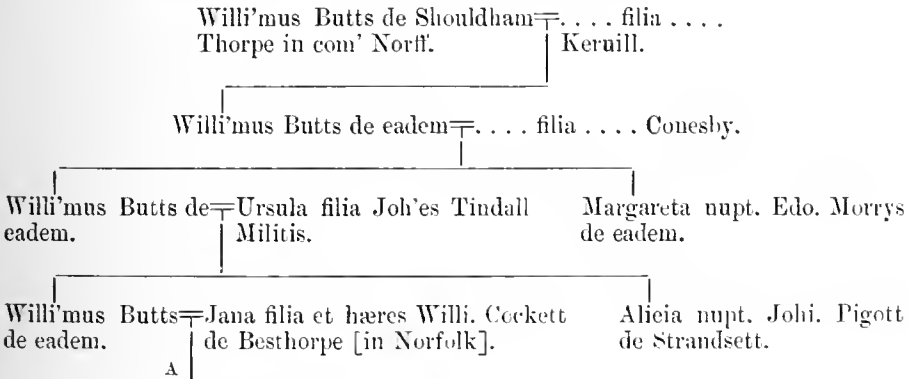 Willi'mus Butts de Shouldham=. . . . filia . . . .
Thorpe in com' Norff. Keruill.
Willi'mus Butts de eadem=. . . . filia . . . . Conesby.
Willi'mus Butts de=Ursula filia Joh'es Tindall Margareta nupt. Edo. Morrys
eadem. Militis. de eadem.
Willi'mus Butts=Jana filia et hæres Willi. Cockett Alicia nupt. Johi. Pigott
de eadem. de Besthorpe [in Norfolk]. de Strandsett.
A